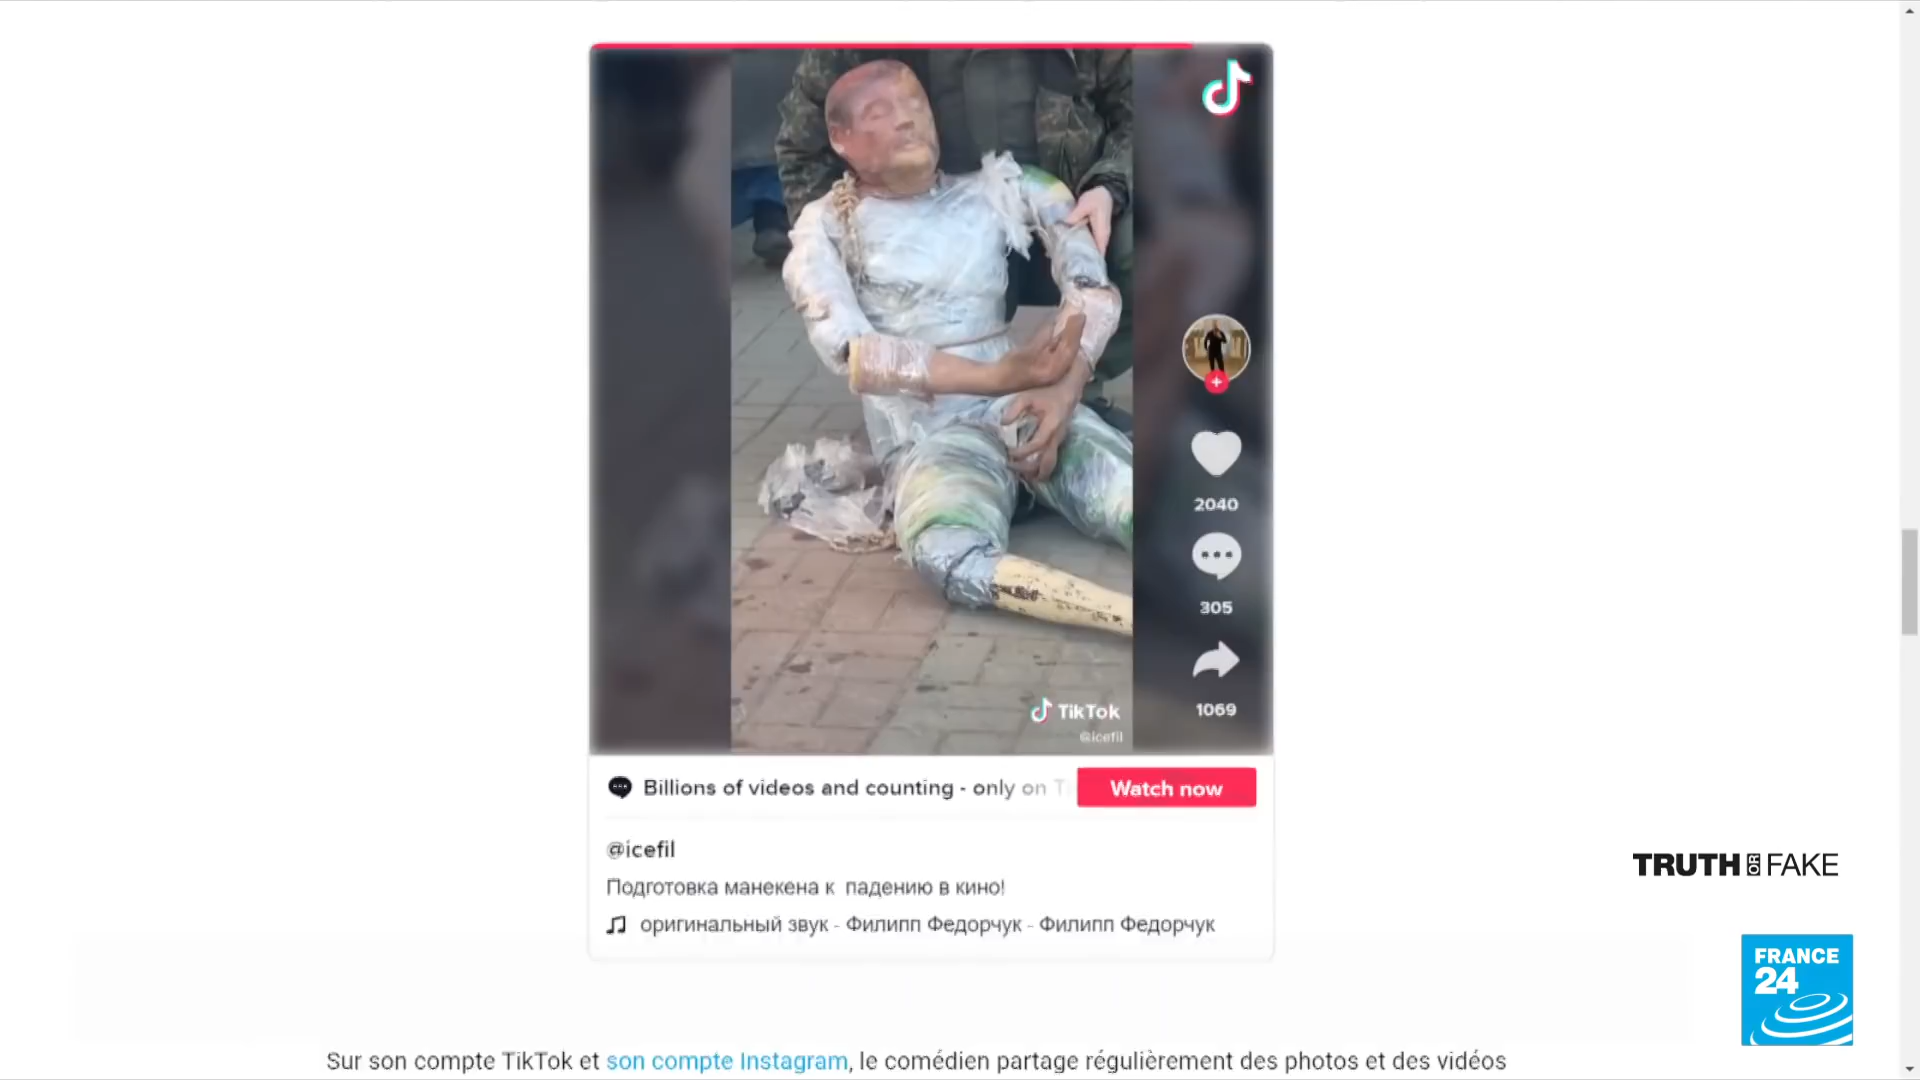 2040
305
1069
TikTok
@icefil
Billions of videos and counting - only on T
Watch now
@icefil
Подготовка манекена к падению в кино!
оригинальный звук - Филипп Федорчук - Филипп Федорчук
TRUTH OR FAKE
FRANCE
24
Sur son compte TikTok et son compte Instagram, le comédien partage régulièrement des photos et des vidéos